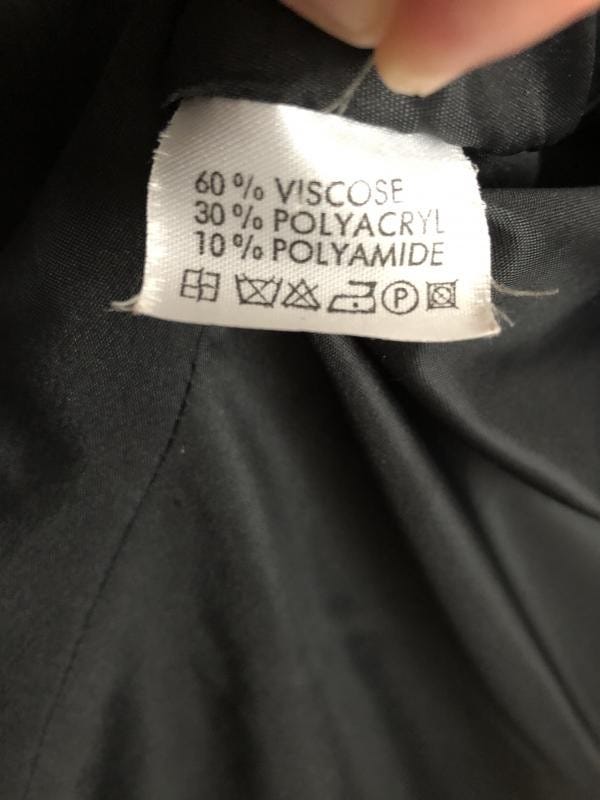 60 % VISCOSE
30 % POLYACRYL
10 % POLYAMIDE
P